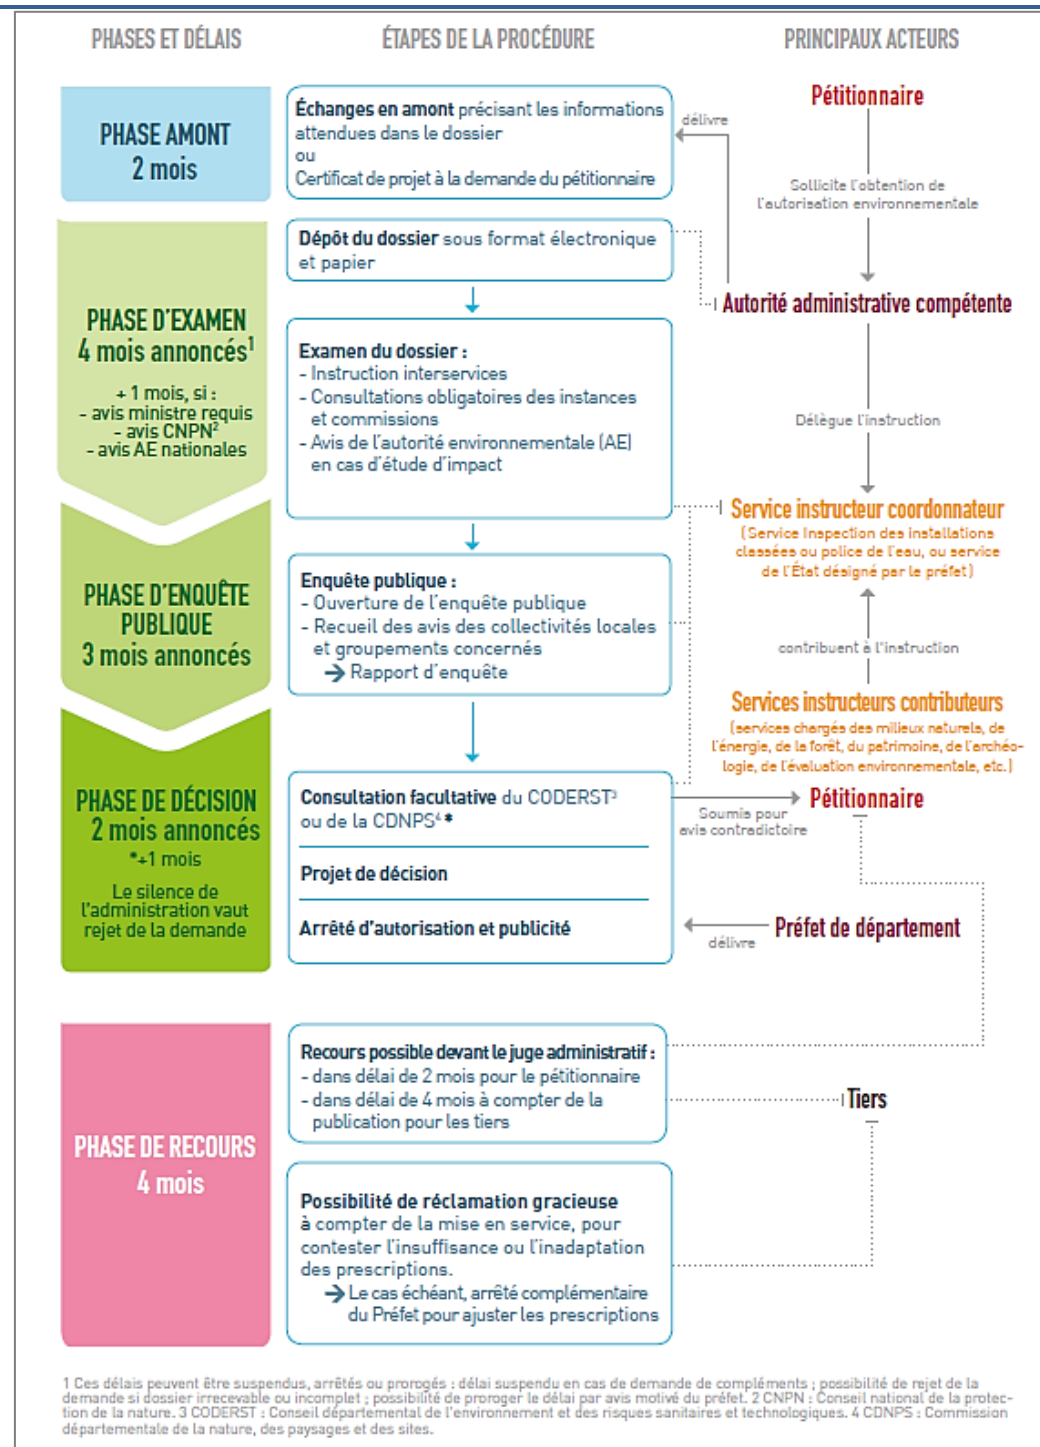 PHASES ET DÉLAIS
ÉTAPES DE LA PROCÉDURE
PRINCIPAUX ACTEURS
PHASE AMONT
2 mois
Échanges en amont précisant les informations
attendues dans le dossier
ou
Certificat de projet à la demande du pétitionnaire
délivre
Pétitionnaire
Sollicite l'obtention de
l'autorisation environnementale
Dépôt du dossier sous format électronique
et papier
Autorité administrative compétente
PHASE D'EXAMEN
4 mois annoncés¹
+ 1 mois, si :
- avis ministre requis
- avis CNPN²
- avis AE nationales
Examen du dossier :
- Instruction interservices
- Consultations obligatoires des instances
et commissions
- Avis de l'autorité environnementale (AE)
en cas d'étude d'impact
Délègue l'instruction
Service instructeur coordonnateur
(Service Inspection des installations
classées ou police de l'eau, ou service
de l'État désigné par le préfet)
PHASE D'ENQUÊTE
PUBLIQUE
3 mois annoncés
Enquête publique :
- Ouverture de l'enquête publique
- Recueil des avis des collectivités locales
et groupements concernés
→ Rapport d'enquête
contribuent à l'instruction
Services instructeurs contributeurs
(services chargés des milieux naturels, de
l'énergie, de la forêt, du patrimoine, de l'archéo-
logie, de l'évaluation environnementale, etc.)
PHASE DE DÉCISION
2 mois annoncés
*+1 mois
Le silence de
l'administration vaut
rejet de la demande
Consultation facultative du CODERST³
ou de la CDNPS⁴ *
Projet de décision
Arrêté d'autorisation et publicité
Soumis pour
avis contradictoire
Pétitionnaire
délivre
Préfet de département
PHASE DE RECOURS
4 mois
Recours possible devant le juge administratif :
- dans délai de 2 mois pour le pétitionnaire
- dans délai de 4 mois à compter de la
publication pour les tiers
Tiers
Possibilité de réclamation gracieuse
à compter de la mise en service, pour
contester l'insuffisance ou l'inadaptation
des prescriptions.
→ Le cas échéant, arrêté complémentaire
du Préfet pour ajuster les prescriptions
1 Ces délais peuvent être suspendus, arrêtés ou prorogés : délai suspendu en cas de demande de compléments ; possibilité de rejet de la
demande si dossier irrecevable ou incomplet ; possibilité de proroger le délai par avis motivé du préfet. 2 CNPN : Conseil national de la protec-
tion de la nature. 3 CODERST : Conseil départemental de l'environnement et des risques sanitaires et technologiques. 4 CDNPS : Commission
départementale de la nature, des paysages et des sites.